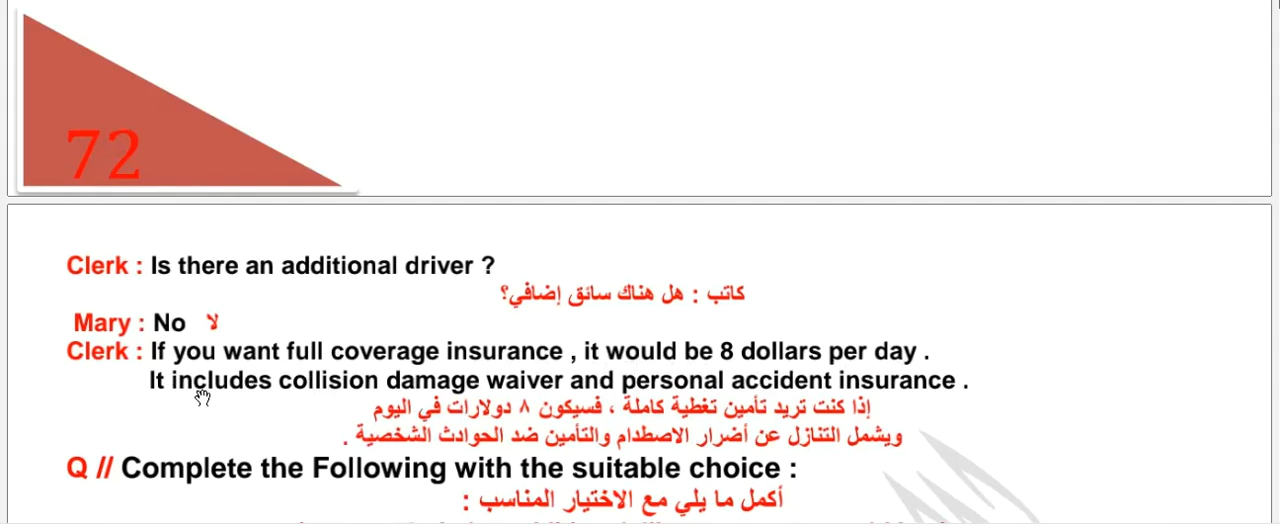 72
Clerk : Is there an additional driver ?
كاتب : هل هناك سائق إضافي؟
Mary : No لا
Clerk : If you want full coverage insurance , it would be 8 dollars per day .
It includes collision damage waiver and personal accident insurance .
إذا كنت تريد تأمين تغطية كاملة ، فسيكون ٨ دولارات في اليوم
ويشمل التنازل عن أضرار الاصطدام والتأمين ضد الحوادث الشخصية .
Q // Complete the Following with the suitable choice :
أكمل ما يلي مع الاختيار المناسب :